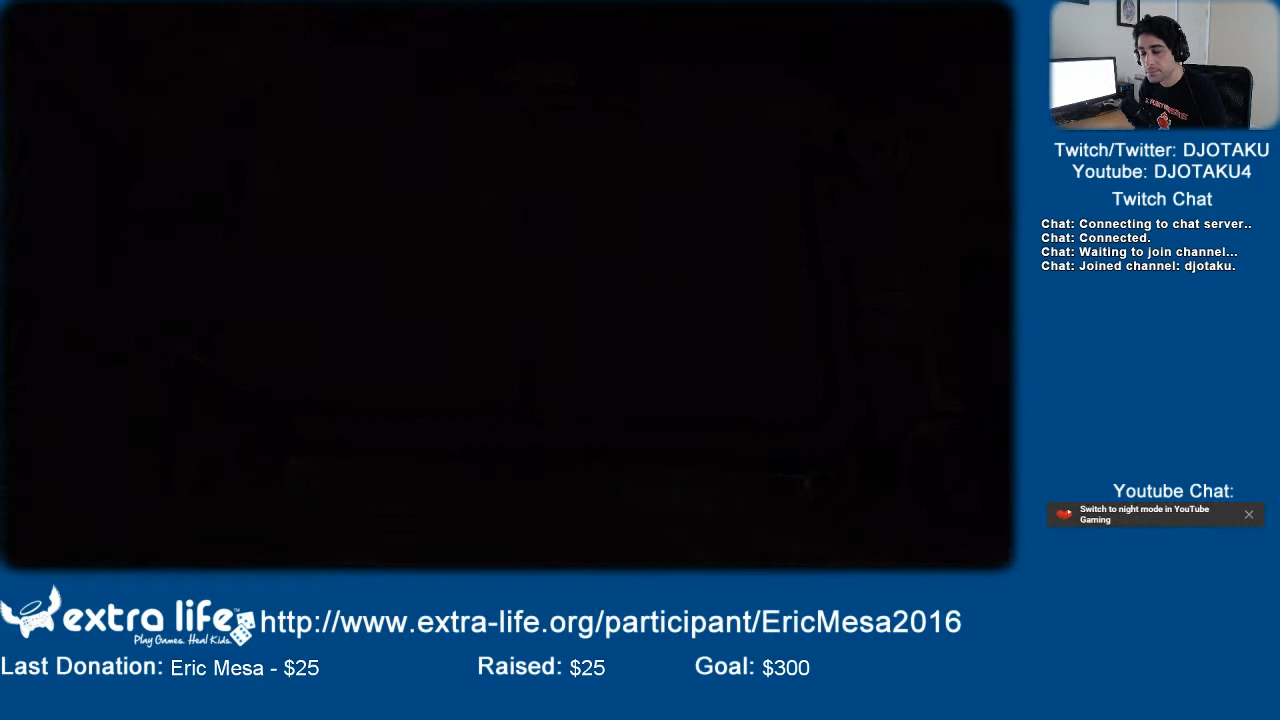 Twitch/Twitter: DJOTAKU
Youtube: DJOTAKU4
Twitch Chat
Chat: Connecting to chat server..
Chat: Connected.
Chat: Waiting to join channel...
Chat: Joined channel: djotaku.
Youtube Chat:
Switch to night mode in YouTube
Gaming
extra life
Play Games. Heal Kids.
http://www.extra-life.org/participant/EricMesa2016
Last Donation: Eric Mesa - $25
Raised: $25
Goal: $300